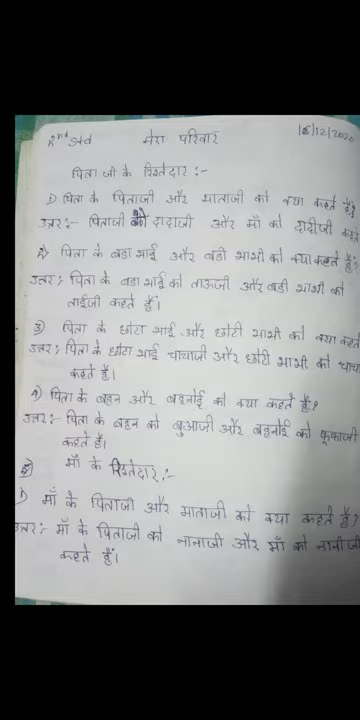 2nd Std मेरा परिवार 16/12/2020
पिता जी के रिश्तेदार :-
1) पिता के पिताजी और माताजी को क्या कहते हैं?
उत्तर:- पिताजी को दादाजी और माँ को दादीजी कहते
2) पिता के बडा भाई और बडी भाभी को क्या कहते हैं?
उत्तर:- पिता के बडा भाई को ताऊजी और बडी भाभी को
ताईजी कहते हैं।
3) पिता के छोटा भाई और छोटी भाभी को क्या कहते
उत्तर:- पिता के छोटा भाई चाचाजी और छोटी भाभी को चाची
कहते हैं।
4) पिता के बहन और बहनोई को क्या कहते हैं?
उत्तर:- पिता के बहन को बुआजी और बहनोई को फूफाजी
कहते हैं।
माँ के रिश्तेदार :-
1) माँ के पिताजी और माताजी को क्या कहते हैं?
उत्तर:- माँ के पिताजी को नानाजी और माँ को नानीजी
कहते हैं।